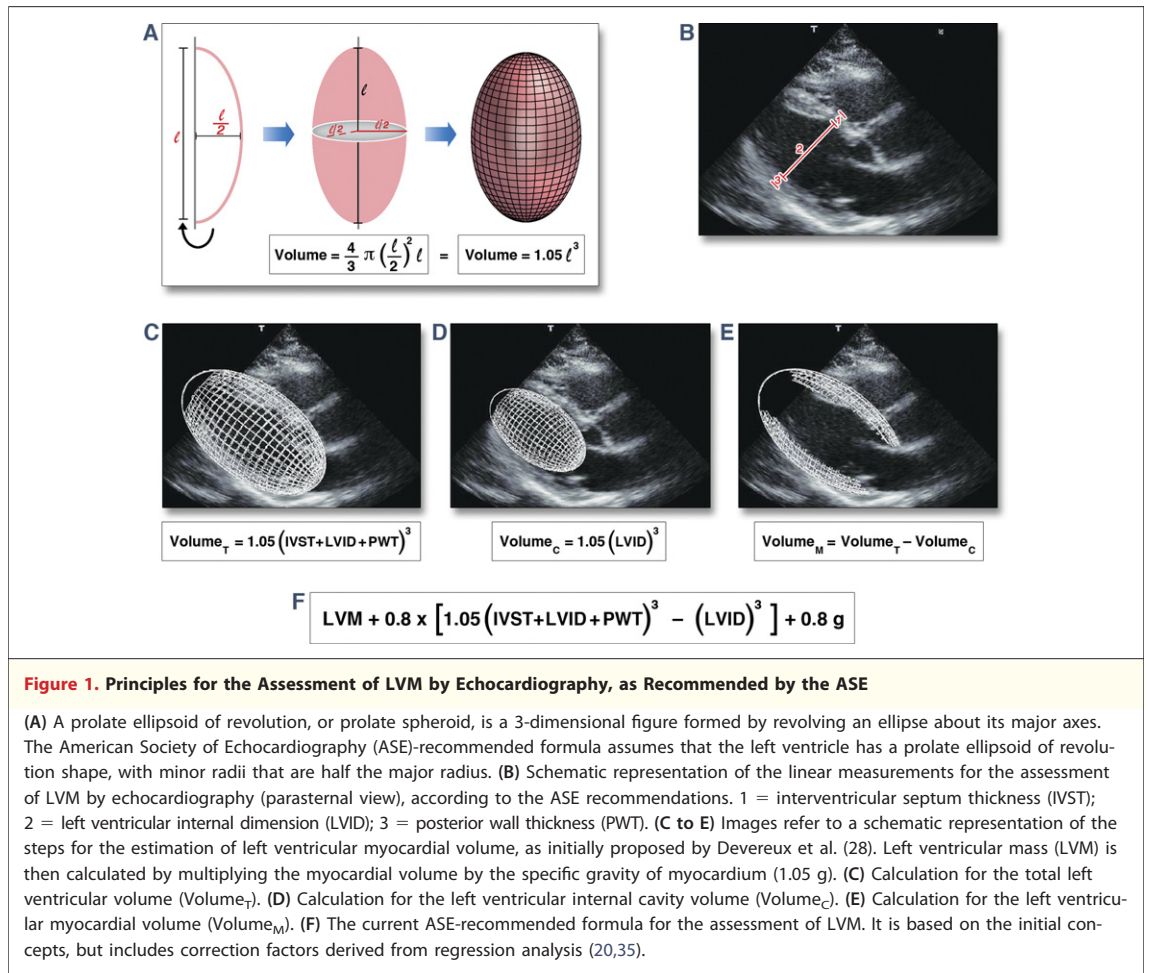 A
l
l/2
l
l/2 l/2
Volume = 4/3 π (l/2)² l = Volume = 1.05 l³
B
T
1
2
3
C
T
Volume_T = 1.05 (IVST+LVID+PWT)³
D
T
Volume_C = 1.05 (LVID)³
E
T
Volume_M = Volume_T − Volume_C
F
LVM + 0.8 x [1.05 (IVST+LVID+PWT)³ − (LVID)³ ] + 0.8 g
Figure 1. Principles for the Assessment of LVM by Echocardiography, as Recommended by the ASE
(A) A prolate ellipsoid of revolution, or prolate spheroid, is a 3-dimensional figure formed by revolving an ellipse about its major axes.
The American Society of Echocardiography (ASE)-recommended formula assumes that the left ventricle has a prolate ellipsoid of revolu-
tion shape, with minor radii that are half the major radius. (B) Schematic representation of the linear measurements for the assessment
of LVM by echocardiography (parasternal view), according to the ASE recommendations. 1 = interventricular septum thickness (IVST);
2 = left ventricular internal dimension (LVID); 3 = posterior wall thickness (PWT). (C to E) Images refer to a schematic representation of the
steps for the estimation of left ventricular myocardial volume, as initially proposed by Devereux et al. (28). Left ventricular mass (LVM) is
then calculated by multiplying the myocardial volume by the specific gravity of myocardium (1.05 g). (C) Calculation for the total left
ventricular volume (Volume_T). (D) Calculation for the left ventricular internal cavity volume (Volume_C). (E) Calculation for the left ventricu-
lar myocardial volume (Volume_M). (F) The current ASE-recommended formula for the assessment of LVM. It is based on the initial con-
cepts, but includes correction factors derived from regression analysis (20,35).